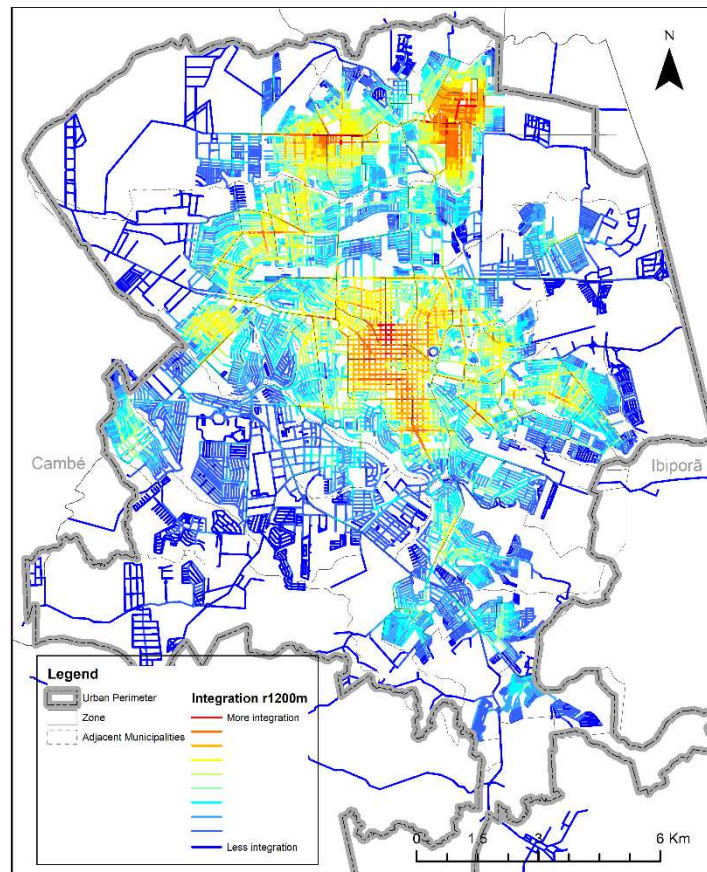 N
Cambé
Ibiporã
Legend
Urban Perimeter
Zone
Adjacent Municipalities
Integration r1200m
More integration
Less integration
0 1.5 3 6 Km